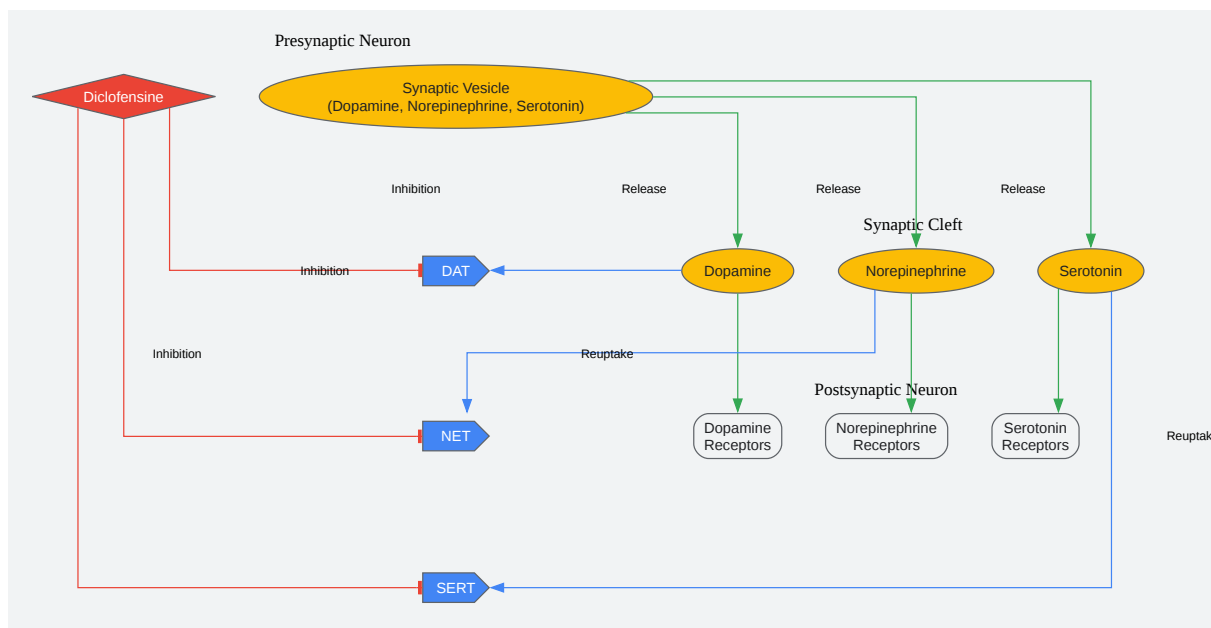 Presynaptic Neuron
Diclofensine
Synaptic Vesicle
(Dopamine, Norepinephrine, Serotonin)
Inhibition
Release
Release
Release
Synaptic Cleft
Inhibition
DAT
Dopamine
Norepinephrine
Serotonin
Inhibition
Reuptake
Postsynaptic Neuron
NET
Dopamine
Receptors
Norepinephrine
Receptors
Serotonin
Receptors
Reuptak
SERT